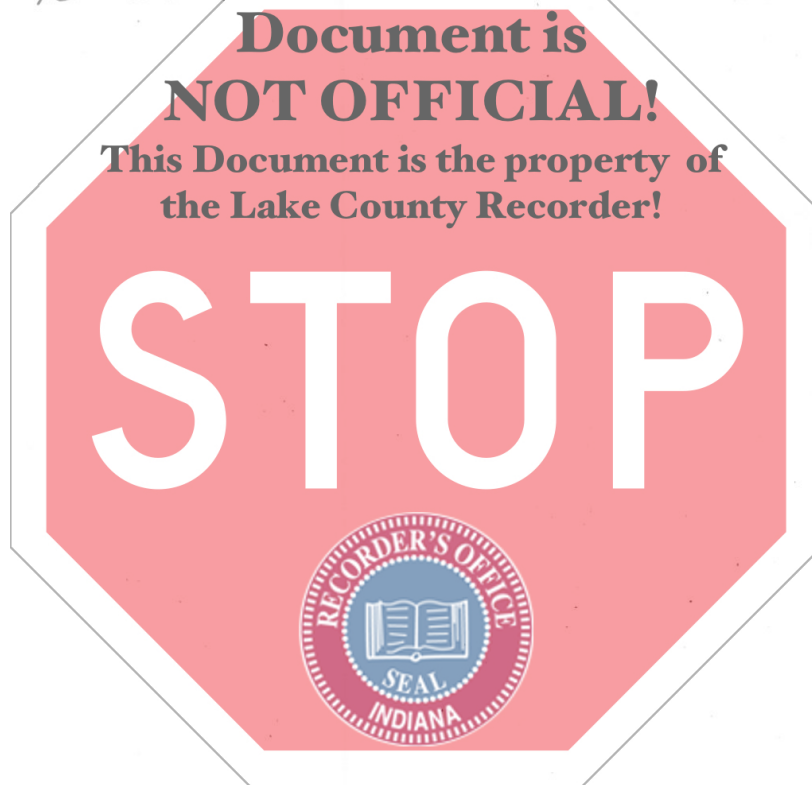 Document is
NOT OFFICIAL!
This Document is the property of
the Lake County Recorder!
STOP
RECORDER'S OFFICE
SEAL
INDIANA